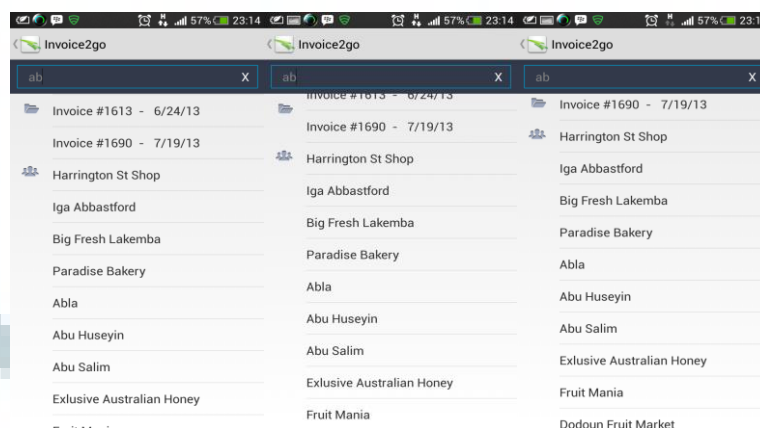 57% 23:14
Invoice2go
ab X
Invoice #1613 - 6/24/13
Invoice #1690 - 7/19/13
Harrington St Shop
Iga Abbastford
Big Fresh Lakemba
Paradise Bakery
Abla
Abu Huseyin
Abu Salim
Exlusive Australian Honey
57% 23:14
Invoice2go
ab X
Invoice #1613 - 6/24/13
Invoice #1690 - 7/19/13
Harrington St Shop
Iga Abbastford
Big Fresh Lakemba
Paradise Bakery
Abla
Abu Huseyin
Abu Salim
Exlusive Australian Honey
Fruit Mania
57% 23:1
Invoice2go
ab X
Invoice #1690 - 7/19/13
Harrington St Shop
Iga Abbastford
Big Fresh Lakemba
Paradise Bakery
Abla
Abu Huseyin
Abu Salim
Exlusive Australian Honey
Fruit Mania
Dodoun Fruit Market